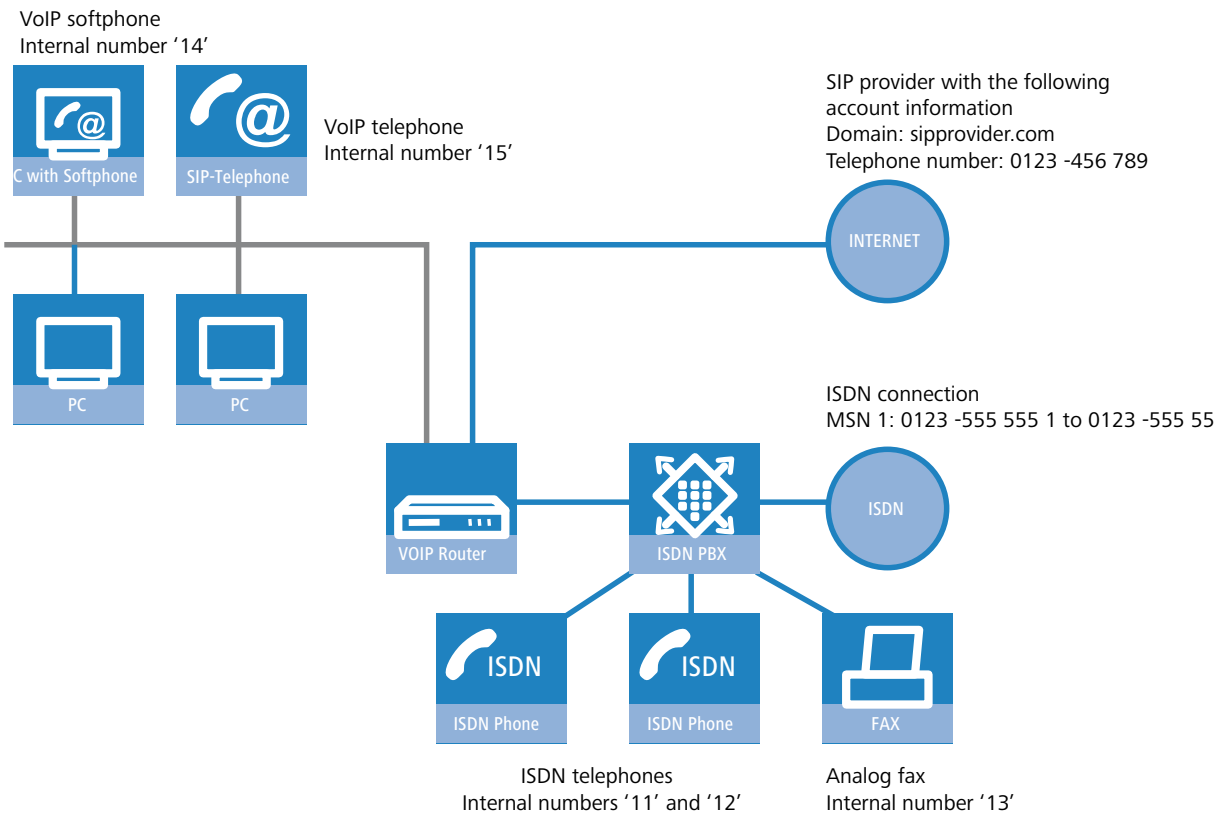 VoIP softphone
Internal number ‘14’
C with Softphone
SIP-Telephone
VoIP telephone
Internal number ‘15’
SIP provider with the following
account information
Domain: sipprovider.com
Telephone number: 0123 -456 789
INTERNET
PC
PC
ISDN connection
MSN 1: 0123 -555 555 1 to 0123 -555 55
VOIP Router
ISDN PBX
ISDN
ISDN
ISDN Phone
ISDN
ISDN Phone
FAX
ISDN telephones
Internal numbers ‘11’ and ‘12’
Analog fax
Internal number ‘13’